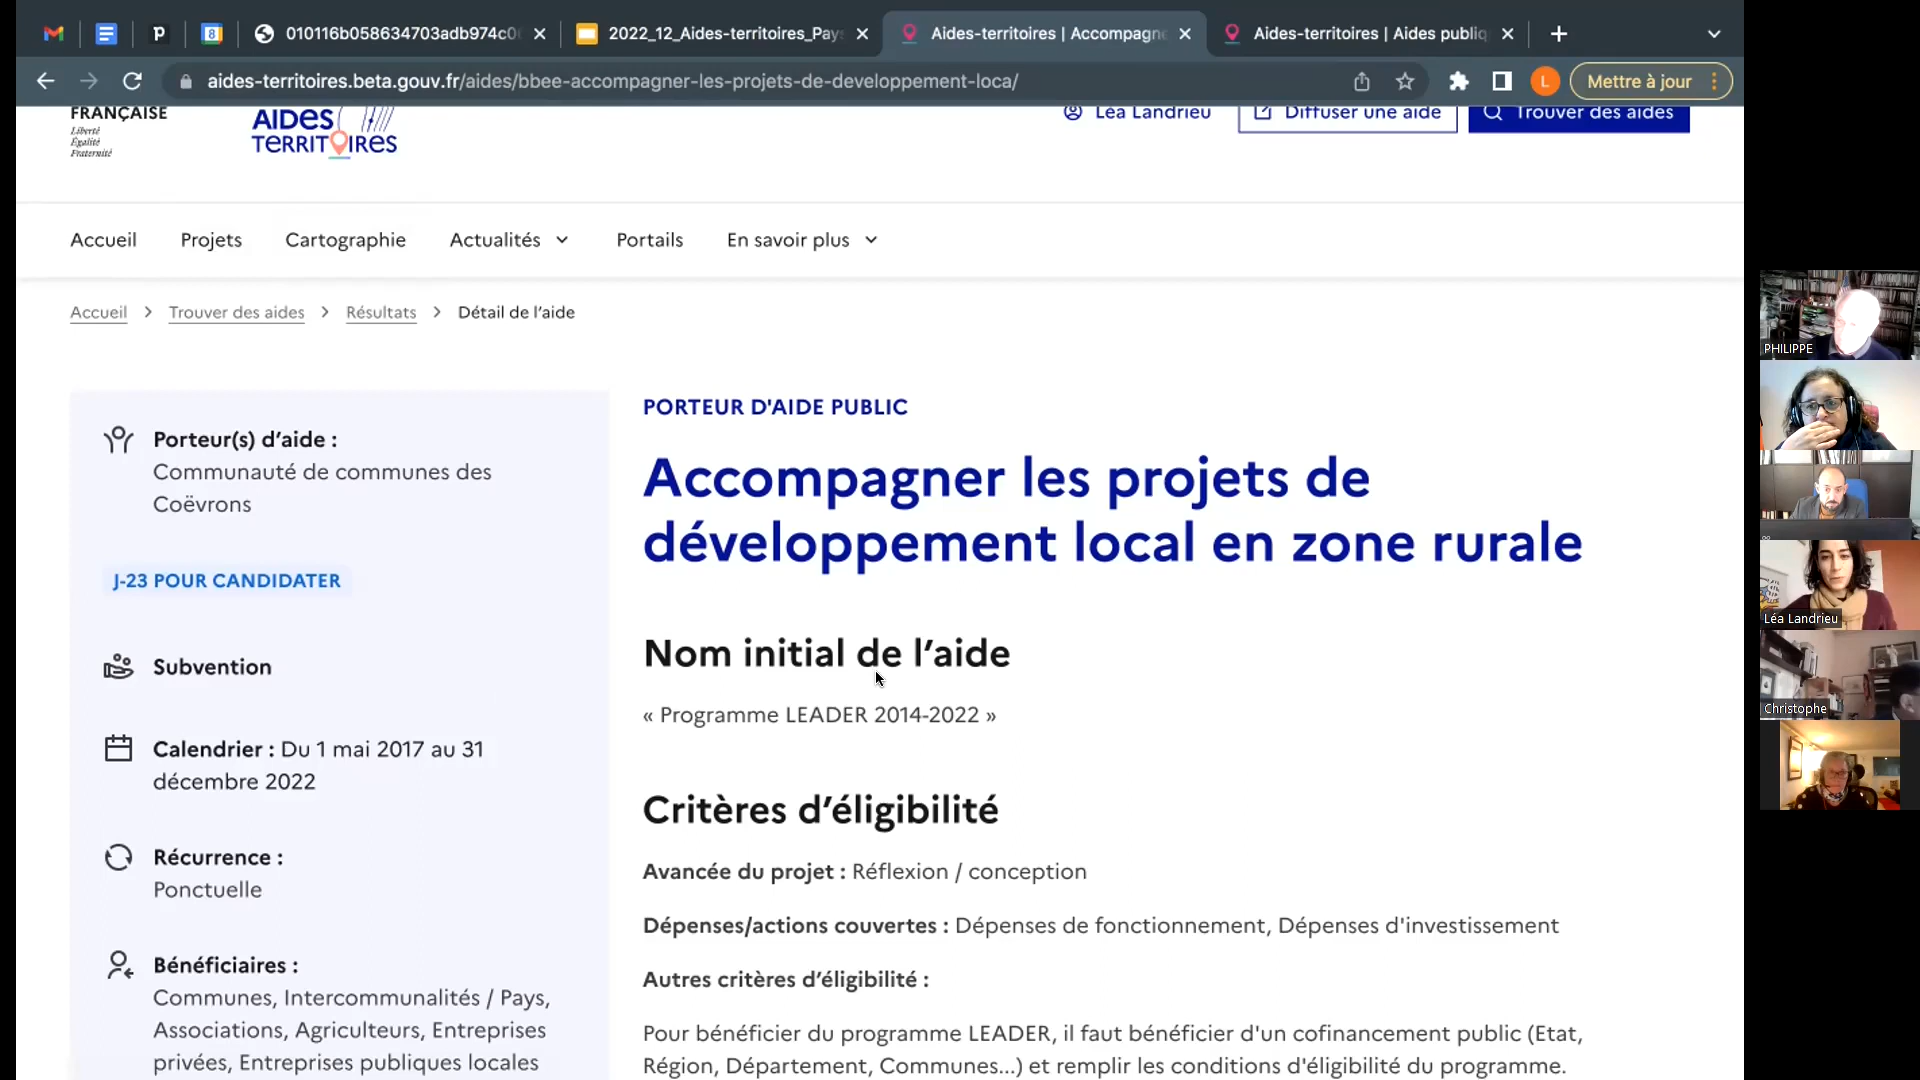 010116b058634703adb974c0
2022_12_Aides-territoires_Pay
Aides-territoires | Accompagne
Aides-territoires | Aides publiq
aides-territoires.beta.gouv.fr/aides/bbee-accompagner-les-projets-de-developpement-loca/
L
Mettre à jour
FRANÇAISE
Liberté
Égalité
Fraternité
AIDES
TERRITOIRES
Léa Landrieu
Diffuser une aide
Trouver des aides
Accueil
Projets
Cartographie
Actualités
Portails
En savoir plus
Accueil > Trouver des aides > Résultats > Détail de l’aide
Porteur(s) d’aide :
Communauté de communes des
Coëvrons
J-23 POUR CANDIDATER
Subvention
Calendrier : Du 1 mai 2017 au 31
décembre 2022
Récurrence :
Ponctuelle
Bénéficiaires :
Communes, Intercommunalités / Pays,
Associations, Agriculteurs, Entreprises
privées, Entreprises publiques locales
PORTEUR D'AIDE PUBLIC
Accompagner les projets de
développement local en zone rurale
Nom initial de l’aide
« Programme LEADER 2014-2022 »
Critères d’éligibilité
Avancée du projet : Réflexion / conception
Dépenses/actions couvertes : Dépenses de fonctionnement, Dépenses d'investissement
Autres critères d’éligibilité :
Pour bénéficier du programme LEADER, il faut bénéficier d'un cofinancement public (Etat,
Région, Département, Communes...) et remplir les conditions d'éligibilité du programme.
PHILIPPE
Léa Landrieu
Christophe